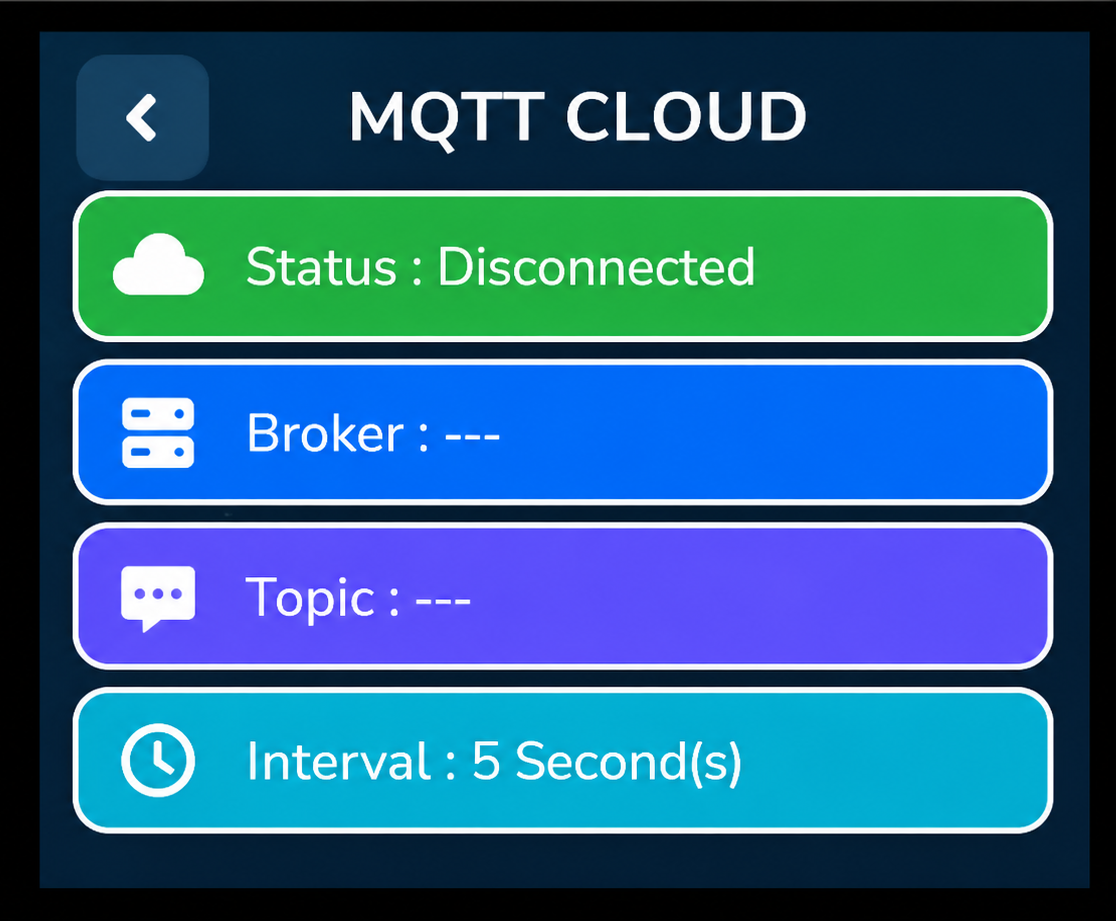 MQTT CLOUD
Status : Disconnected
Broker : ---
Topic : ---
Interval : 5 Second(s)